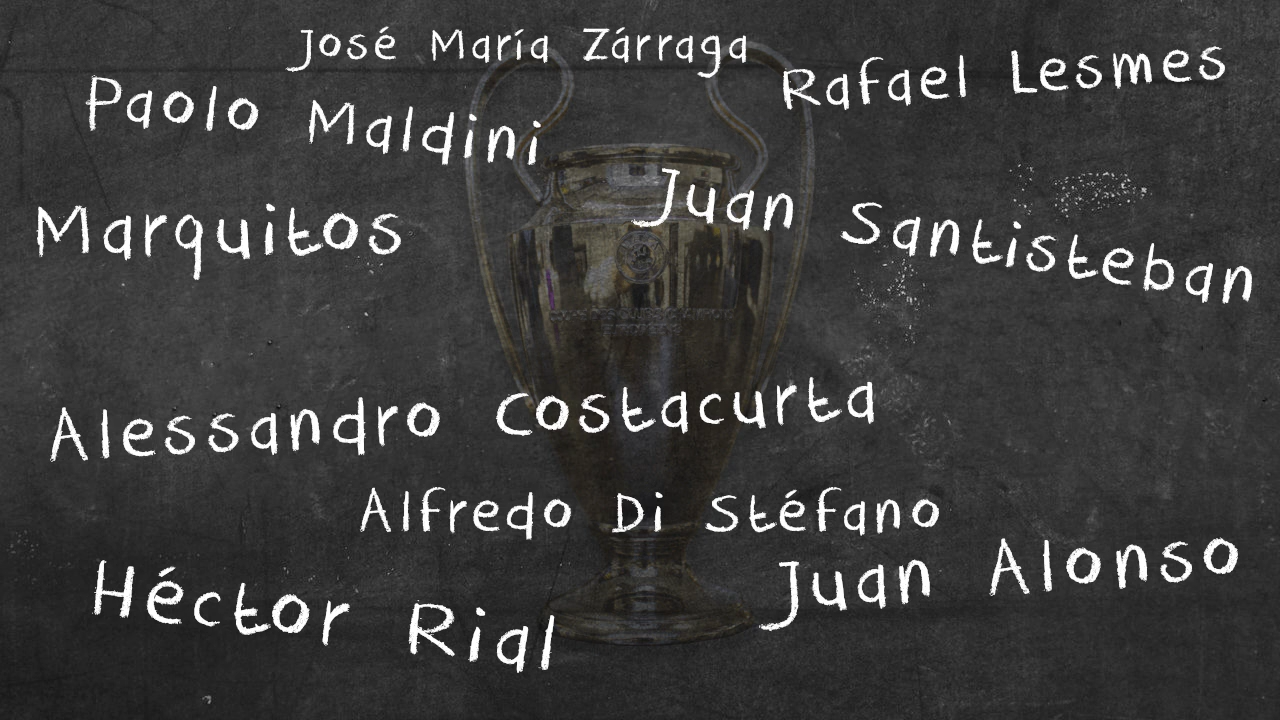 José María Zárraga
Rafael Lesmes
Paolo Maldini
Juan Santisteban
Marquitos
Alessandro Costacurta
Alfredo Di Stéfano
Juan Alonso
Héctor Rial